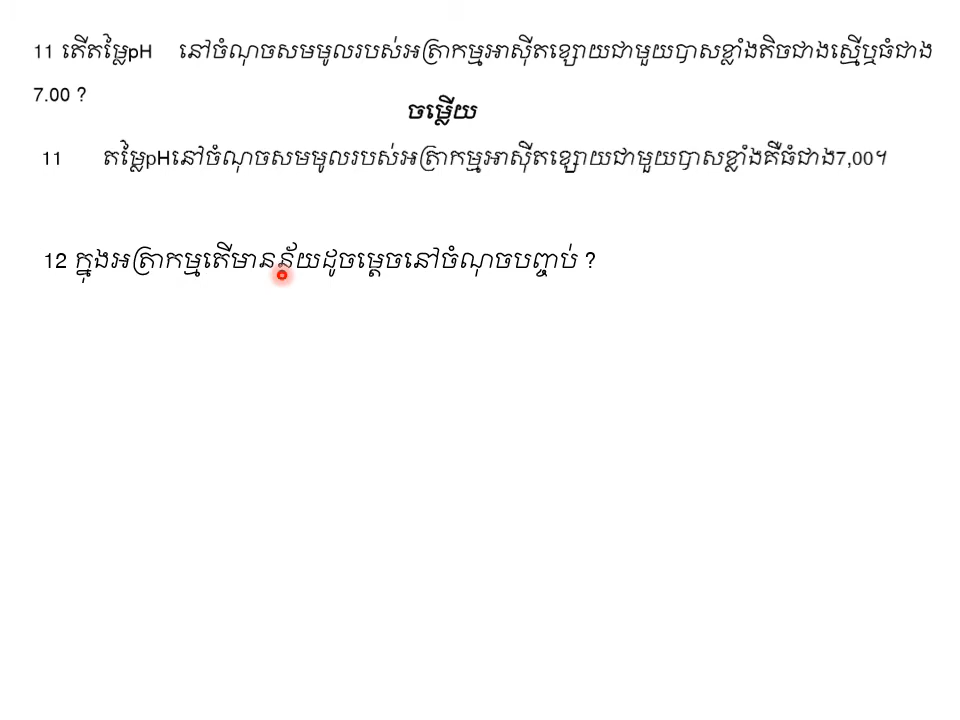 11 តើតម្លៃpH នៅចំណុចសមមូលរបស់អត្រាកម្មអាស៊ីតខ្សោយជាមួយបាសខ្លាំងតិចជាងស្មើឬធំជាង
7.00 ?
ចម្លើយ
11 តម្លៃpHនៅចំណុចសមមូលរបស់អត្រាកម្មអាស៊ីតខ្សោយជាមួយបាសខ្លាំងគឺធំជាង7,00។
12 ក្នុងអត្រាកម្មតើមានន័យដូចម្ដេចនៅចំណុចបញ្ចប់ ?